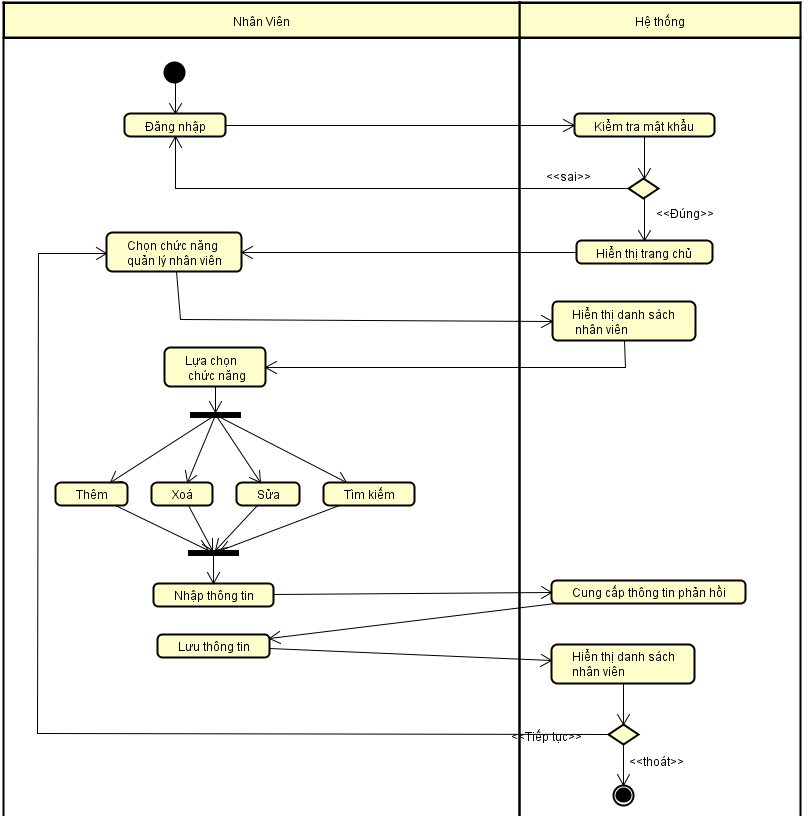 Nhân Viên
Hệ thống
Đăng nhập
Kiểm tra mật khẩu
<<sai>>
<<Đúng>>
Chọn chức năng
quản lý nhân viên
Hiển thị trang chủ
Hiển thị danh sách
nhân viên
Lựa chọn
chức năng
Thêm
Xoá
Sửa
Tìm kiếm
Nhập thông tin
Cung cấp thông tin phản hồi
Lưu thông tin
Hiển thị danh sách
nhân viên
<<Tiếp tục>>
<<thoát>>